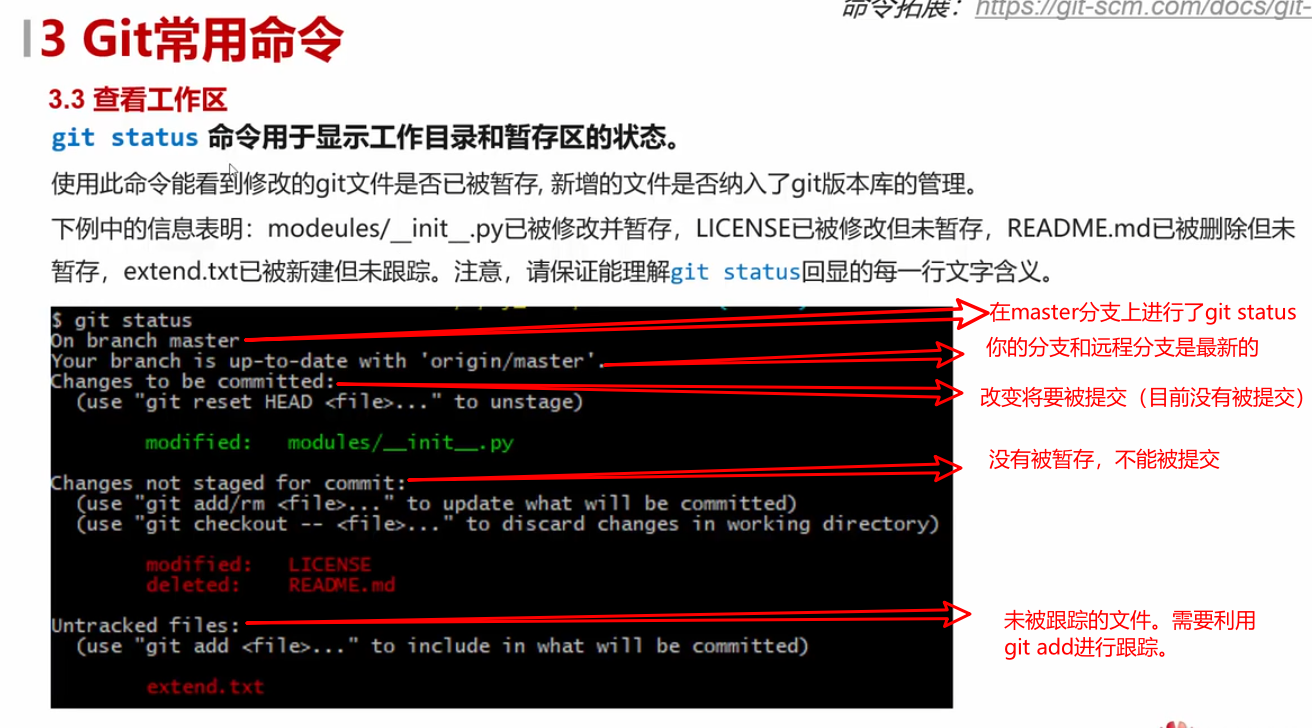 命令拓展：https://git-scm.com/docs/git-
3 Git常用命令
3.3 查看工作区
git status 命令用于显示工作目录和暂存区的状态。
使用此命令能看到修改的git文件是否已被暂存, 新增的文件是否纳入了git版本库的管理。
下例中的信息表明：modeules/__init__.py已被修改并暂存，LICENSE已被修改但未暂存，README.md已被删除但未
暂存，extend.txt已被新建但未跟踪。注意，请保证能理解git status回显的每一行文字含义。
$ git status
On branch master
在master分支上进行了git status
Your branch is up-to-date with 'origin/master'.
你的分支和远程分支是最新的
Changes to be committed:
改变将要被提交（目前没有被提交）
(use "git reset HEAD <file>..." to unstage)
modified: modules/__init__.py
Changes not staged for commit:
没有被暂存，不能被提交
(use "git add/rm <file>..." to update what will be committed)
(use "git checkout -- <file>..." to discard changes in working directory)
modified: LICENSE
deleted: README.md
Untracked files:
未被跟踪的文件。需要利用
git add进行跟踪。
(use "git add <file>..." to include in what will be committed)
extend.txt